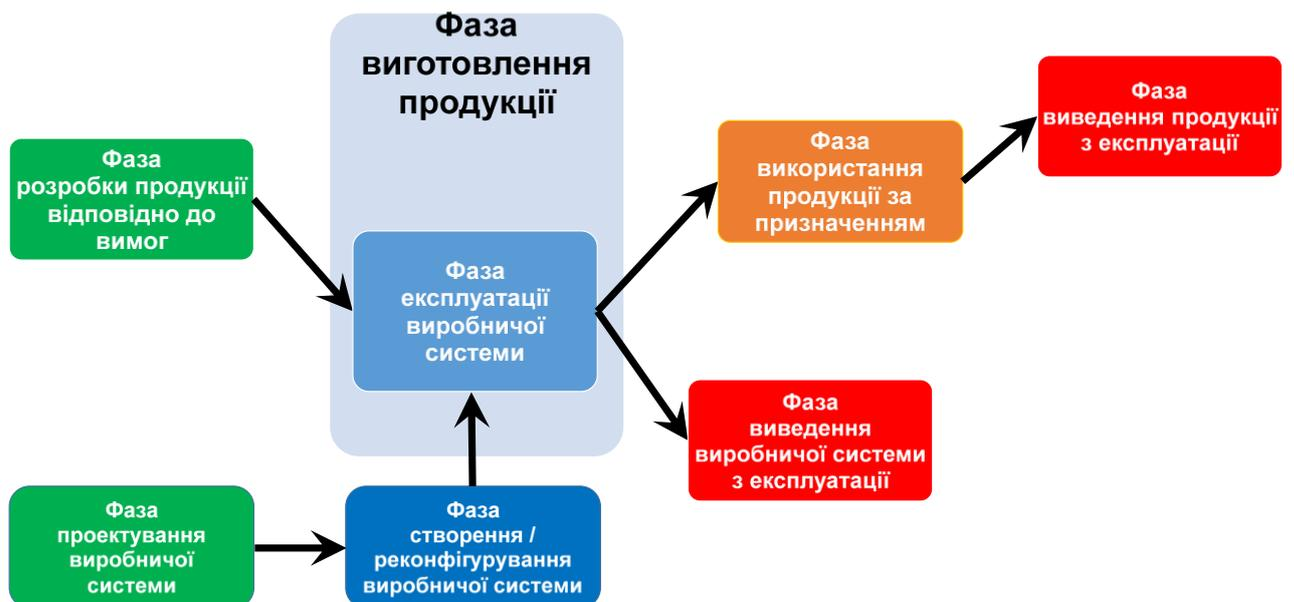 Фаза
виготовлення
продукції
Фаза
розробки продукції
відповідно до
вимог
Фаза
експлуатації
виробничої
системи
Фаза
використання
продукції за
призначенням
Фаза
виведення продукції
з експлуатації
Фаза
виведення
виробничої системи
з експлуатації
Фаза
проектування
виробничої
системи
Фаза
створення /
реконфігурування
виробничої системи